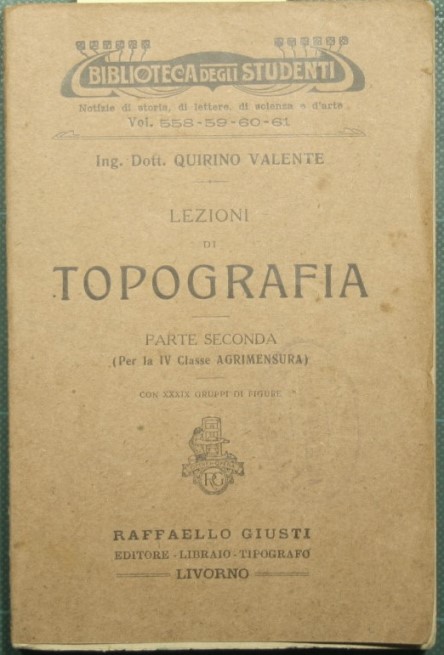 BIBLIOTECA DEGLI STUDENTI
Notizie di storia, di lettere, di scienza e d'arte
Vol. 558-59-60-61
Ing. Dott. QUIRINO VALENTE
LEZIONI
DI
TOPOGRAFIA
PARTE SECONDA
(Per la IV Classe AGRIMENSURA)
CON XXXIX GRUPPI DI FIGURE
RG
RAFFAELLO GIUSTI
EDITORE - LIBRAIO - TIPOGRAFO
LIVORNO